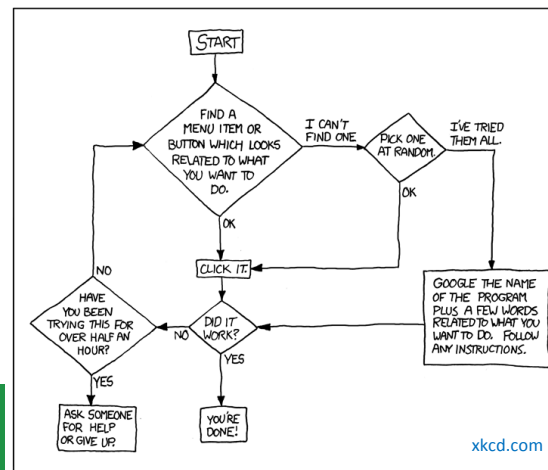 START
FIND A
MENU ITEM OR
BUTTON WHICH LOOKS
RELATED TO WHAT
YOU WANT TO
DO.
I CAN'T
FIND ONE
PICK ONE
AT RANDOM.
I'VE TRIED
THEM ALL.
OK
OK
CLICK IT.
NO
HAVE
YOU BEEN
TRYING THIS FOR
OVER HALF AN
HOUR?
NO
DID IT
WORK?
GOOGLE THE NAME
OF THE PROGRAM
PLUS A FEW WORDS
RELATED TO WHAT YOU
WANT TO DO. FOLLOW
ANY INSTRUCTIONS.
YES
YES
ASK SOMEONE
FOR HELP
OR GIVE UP.
YOU'RE
DONE!
xkcd.com